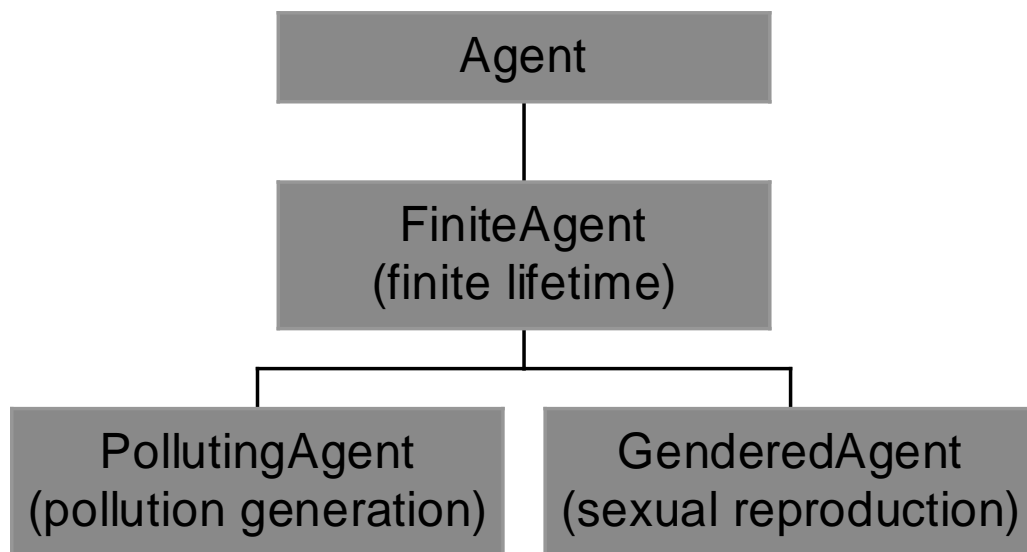 Agent
FiniteAgent
(finite lifetime)
PollutingAgent
(pollution generation)
GenderedAgent
(sexual reproduction)